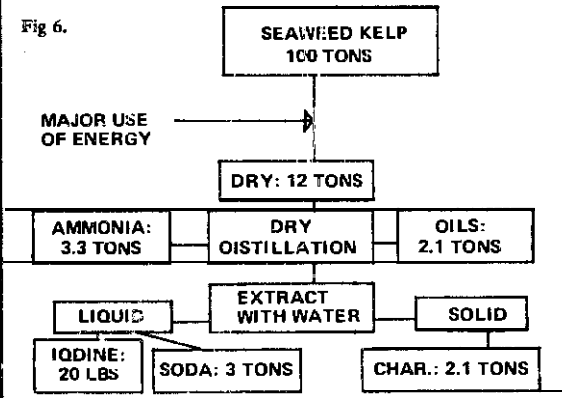 Fig 6.
SEAWEED KELP
100 TONS
MAJOR USE
OF ENERGY
DRY: 12 TONS
AMMONIA:
3.3 TONS
DRY
OISTILLATION
OILS:
2.1 TONS
EXTRACT
WITH WATER
LIQUID
SOLID
IODINE:
20 LBS
SODA: 3 TONS
CHAR.: 2.1 TONS